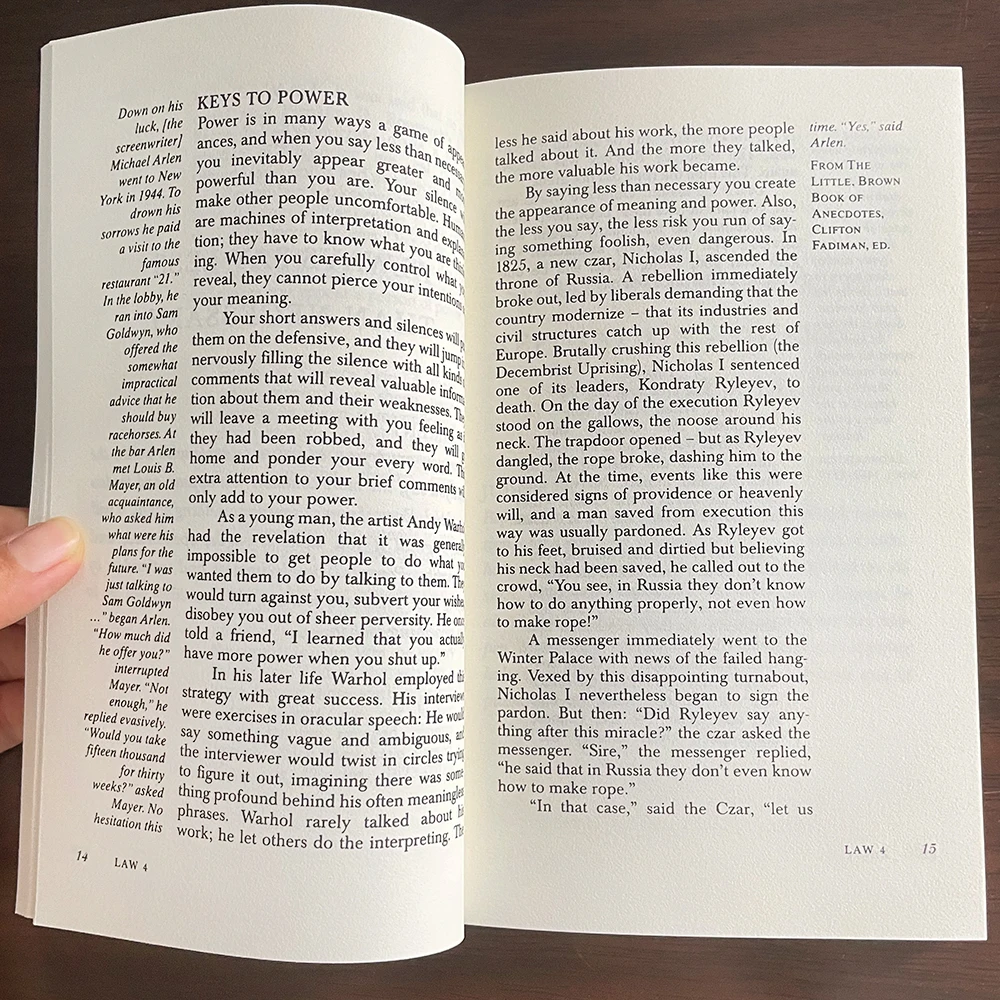 Down on his
luck, [the
screenwriter]
Michael Arlen
went to New
York in 1944. To
drown his
sorrows he paid
a visit to the
famous
restaurant "21."
In the lobby, he
ran into Sam
Goldwyn, who
offered the
somewhat
impractical
advice that he
should buy
racehorses. At
the bar Arlen
met Louis B.
Mayer, an old
acquaintance,
who asked him
what were his
plans for the
future. "I was
just talking to
Sam Goldwyn
…" began Arlen.
"How much did
he offer you?"
interrupted
Mayer. "Not
enough," he
replied evasively.
"Would you take
fifteen thousand
for thirty
weeks?" asked
Mayer. No
hesitation this
KEYS TO POWER
Power is in many ways a game of appe
ances, and when you say less than necess
you inevitably appear greater and m
powerful than you are. Your silence w
make other people uncomfortable. Hum
are machines of interpretation and expla
tion; they have to know what you are thin
ing. When you carefully control what y
reveal, they cannot pierce your intentions
your meaning.
Your short answers and silences will p
them on the defensive, and they will jump i
nervously filling the silence with all kinds
comments that will reveal valuable inform
tion about them and their weaknesses. The
will leave a meeting with you feeling as
they had been robbed, and they will g
home and ponder your every word. Th
extra attention to your brief comments wi
only add to your power.
As a young man, the artist Andy Warho
had the revelation that it was general
impossible to get people to do what yo
wanted them to do by talking to them. The
would turn against you, subvert your wishe
disobey you out of sheer perversity. He onc
told a friend, "I learned that you actual
have more power when you shut up."
In his later life Warhol employed thi
strategy with great success. His interview
were exercises in oracular speech: He woul
say something vague and ambiguous, an
the interviewer would twist in circles trying
to figure it out, imagining there was some
thing profound behind his often meaningless
phrases. Warhol rarely talked about hi
work; he let others do the interpreting. The
14 LAW 4
less he said about his work, the more people
talked about it. And the more they talked,
the more valuable his work became.
By saying less than necessary you create
the appearance of meaning and power. Also,
the less you say, the less risk you run of say-
ing something foolish, even dangerous. In
1825, a new czar, Nicholas I, ascended the
throne of Russia. A rebellion immediately
broke out, led by liberals demanding that the
country modernize – that its industries and
civil structures catch up with the rest of
Europe. Brutally crushing this rebellion (the
Decembrist Uprising), Nicholas I sentenced
one of its leaders, Kondraty Ryleyev, to
death. On the day of the execution Ryleyev
stood on the gallows, the noose around his
neck. The trapdoor opened – but as Ryleyev
dangled, the rope broke, dashing him to the
ground. At the time, events like this were
considered signs of providence or heavenly
will, and a man saved from execution this
way was usually pardoned. As Ryleyev got
to his feet, bruised and dirtied but believing
his neck had been saved, he called out to the
crowd, "You see, in Russia they don't know
how to do anything properly, not even how
to make rope!"
A messenger immediately went to the
Winter Palace with news of the failed hang-
ing. Vexed by this disappointing turnabout,
Nicholas I nevertheless began to sign the
pardon. But then: "Did Ryleyev say any-
thing after this miracle?" the czar asked the
messenger. "Sire," the messenger replied,
"he said that in Russia they don't even know
how to make rope."
"In that case," said the Czar, "let us
time. "Yes," said
Arlen.
FROM THE
LITTLE, BROWN
BOOK OF
ANECDOTES,
CLIFTON
FADIMAN, ED.
LAW 4 15